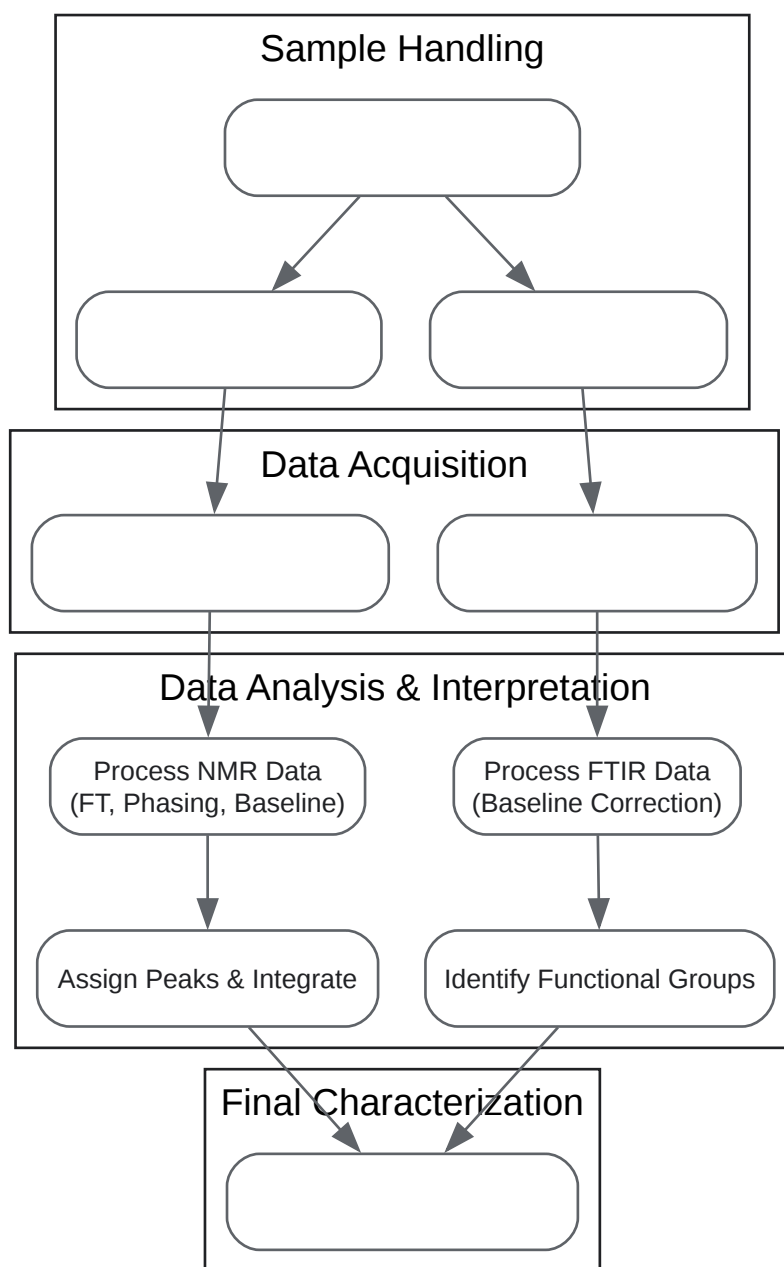 Sample Handling
Data Acquisition
Data Analysis & Interpretation
Process NMR Data
(FT, Phasing, Baseline)
Process FTIR Data
(Baseline Correction)
Assign Peaks & Integrate
Identify Functional Groups
Final Characterization